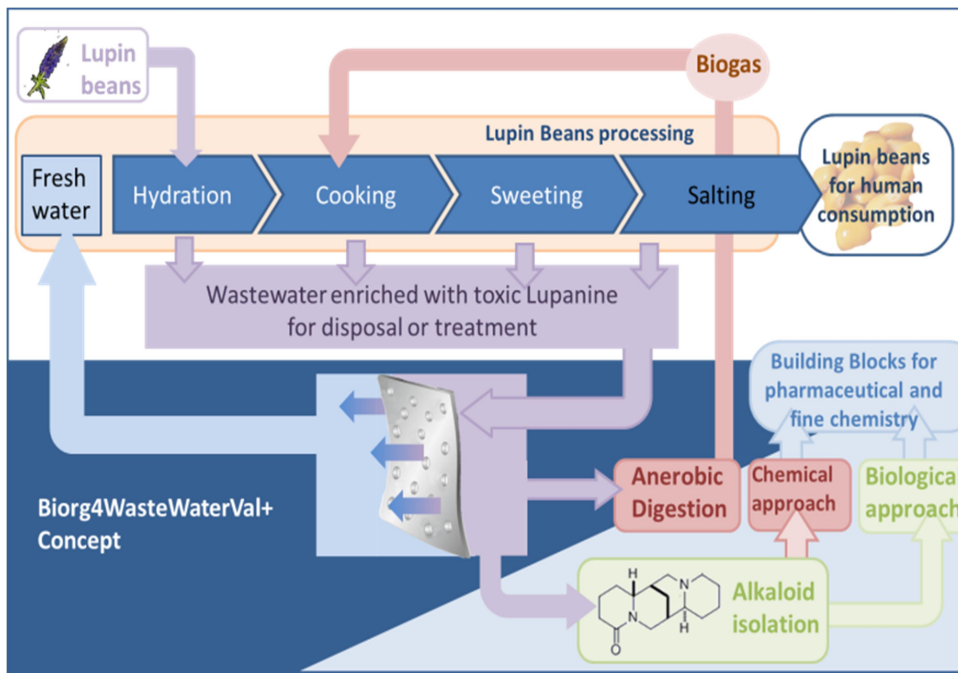 Lupin
beans
Biogas
Lupin Beans processing
Fresh
water
Hydration
Cooking
Sweeting
Salting
Lupin beans
for human
consumption
Wastewater enriched with toxic Lupanine
for disposal or treatment
Building Blocks for
pharmaceutical and
fine chemistry
Anerobic
Digestion
Chemical
approach
Biological
approach
Biorg4WasteWaterVal+
Concept
Alkaloid
isolation
H
N
N
H
O